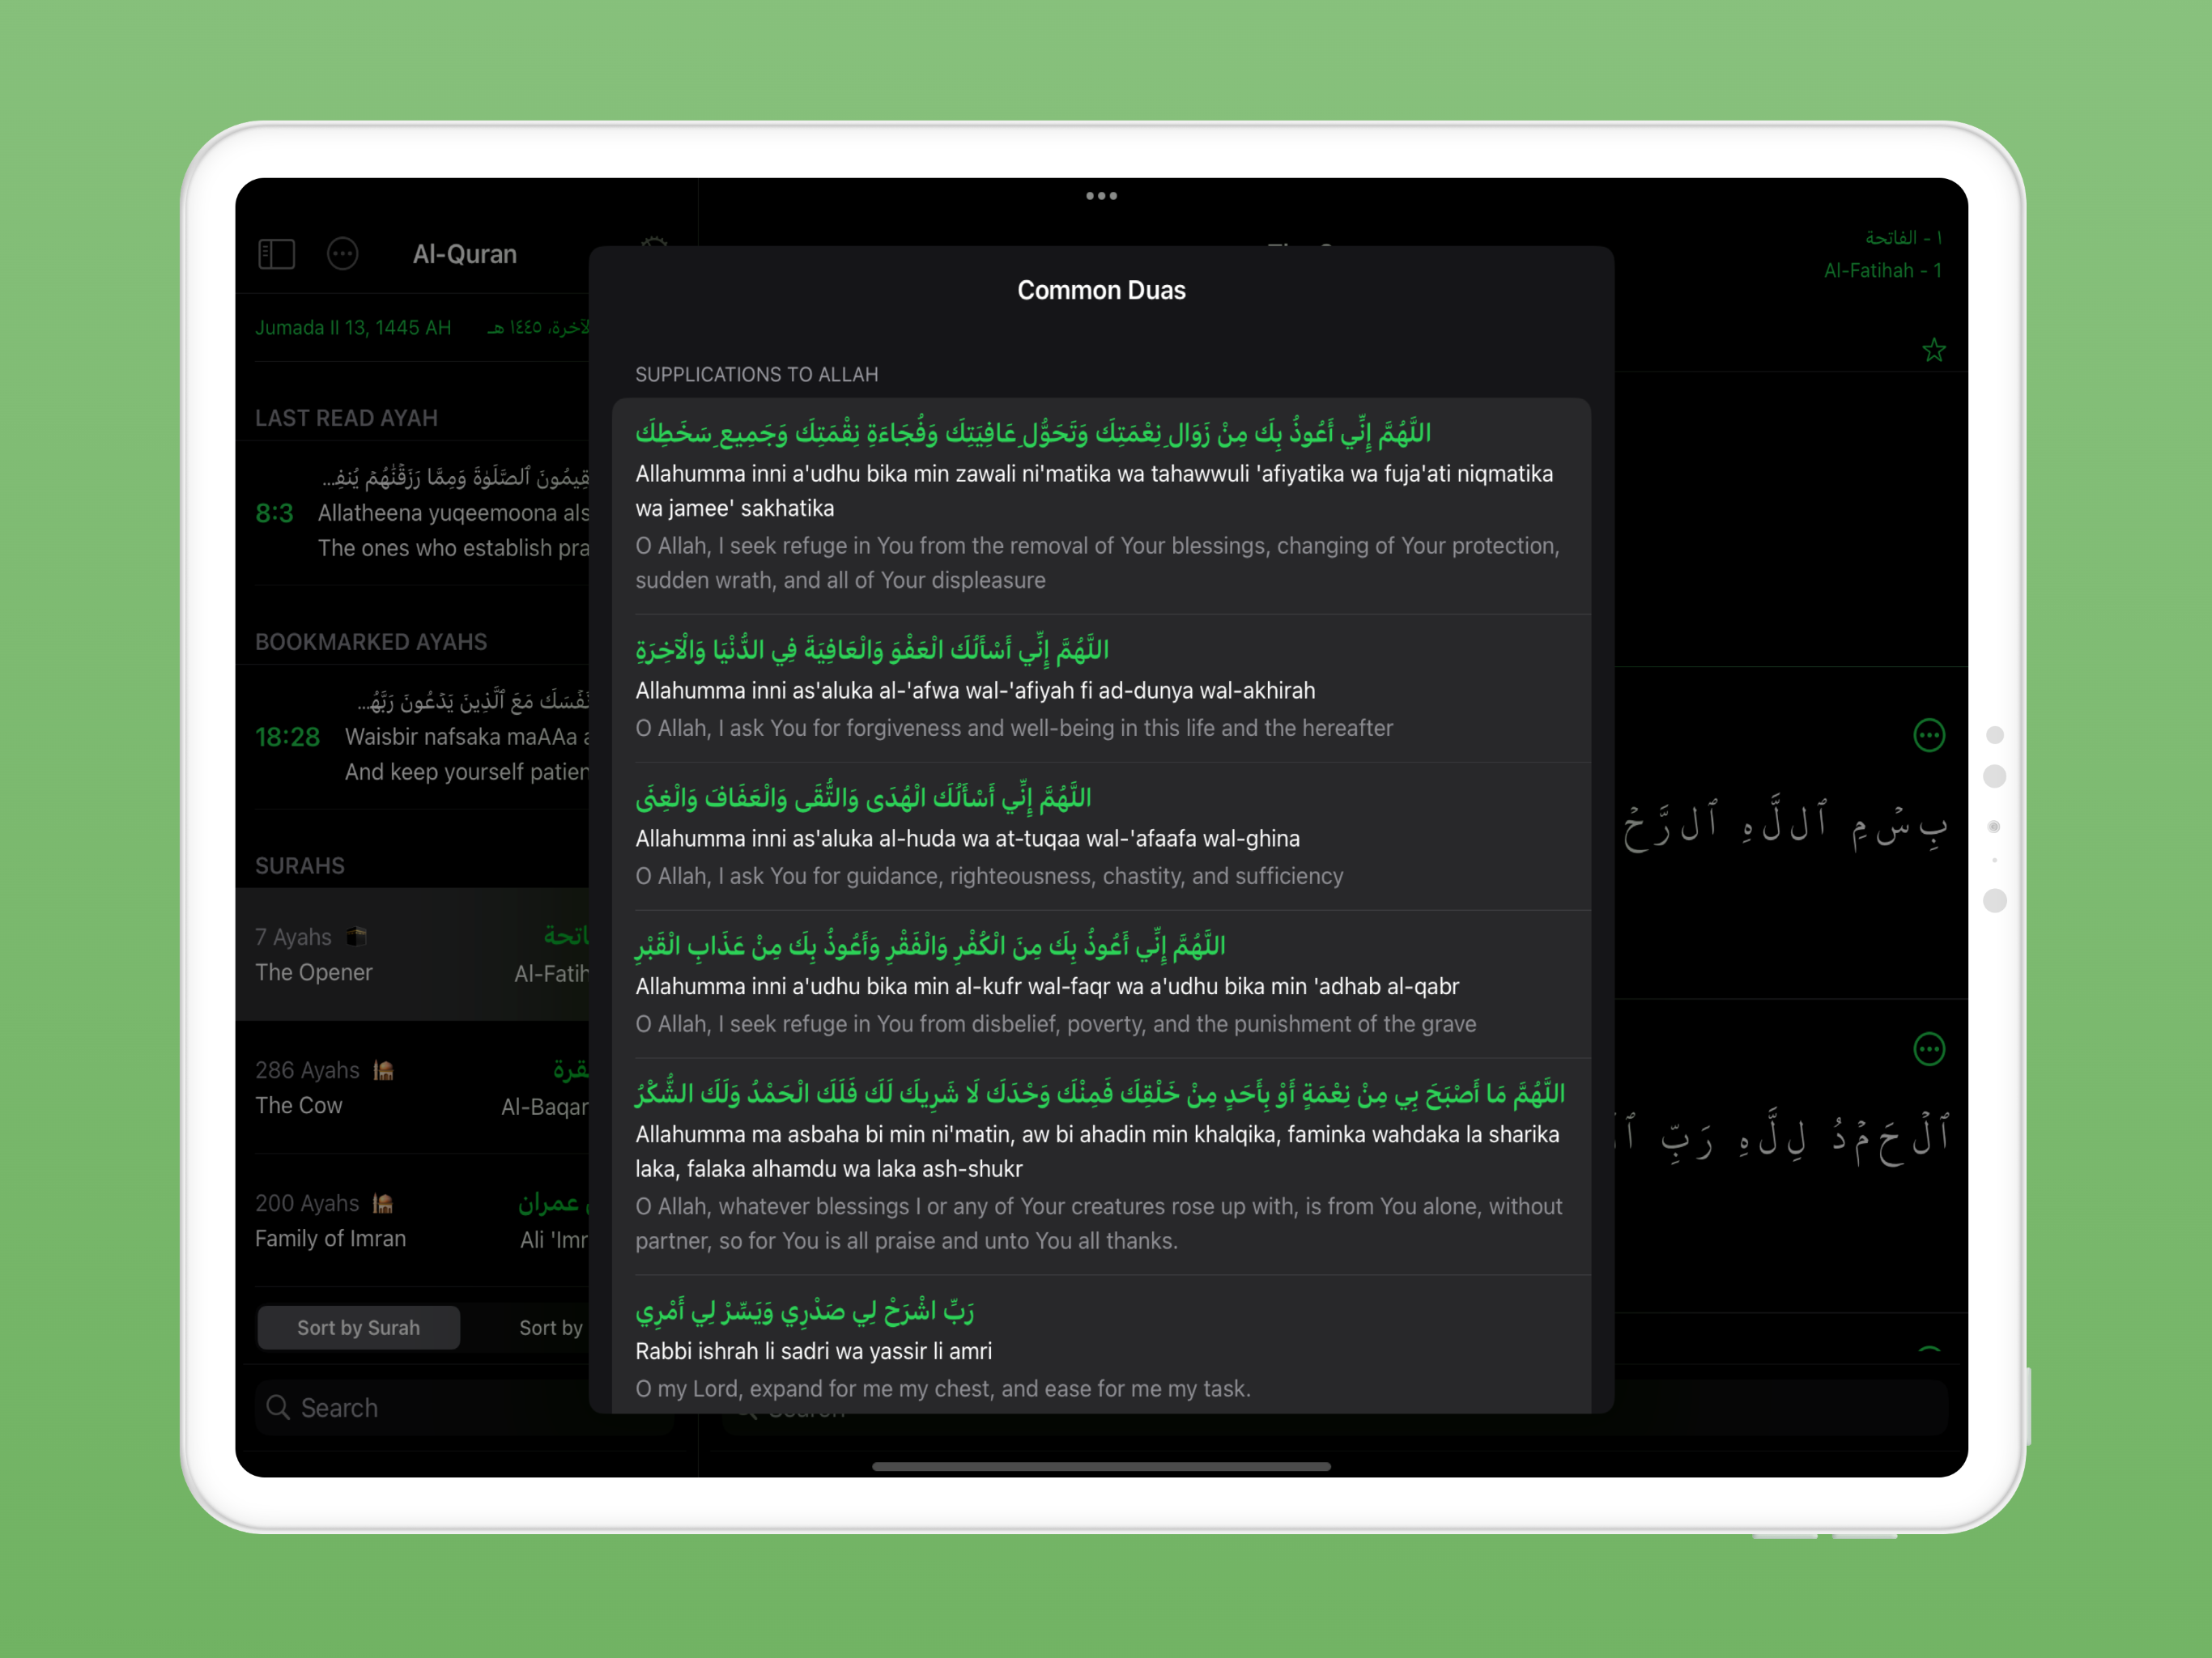 Al-Quran
Jumada II 13, 1445 AH
١٤٤٥ هـ
LAST READ AYAH
8:3
ٱلصَّلَوٰةَ وَمِمَّا رَزَقْنَٰهُمْ يُنفِـ...
Allatheena yuqeemoona als
The ones who establish pra
BOOKMARKED AYAHS
18:28
مَعَ ٱلَّذِينَ يَدْعُونَ رَبَّهُـ...
Waisbir nafsaka maAAa a
And keep yourself patien
SURAHS
7 Ayahs
The Opener
Al-Fatih
286 Ayahs
The Cow
Al-Baqar
200 Ayahs
عمران
Family of Imran
Ali 'Imr
Sort by Surah
Sort by
Search
Common Duas
SUPPLICATIONS TO ALLAH
اللَّهُمَّ إِنِّي أَعُوذُ بِكَ مِنْ زَوَالِ نِعْمَتِكَ وَتَحَوُّلِ عَافِيَتِكَ وَفُجَاءَةِ نِقْمَتِكَ وَجَمِيعِ سَخَطِكَ
Allahumma inni a'udhu bika min zawali ni'matika wa tahawwuli 'afiyatika wa fuja'ati niqmatika
wa jamee' sakhatika
O Allah, I seek refuge in You from the removal of Your blessings, changing of Your protection,
sudden wrath, and all of Your displeasure
اللَّهُمَّ إِنِّي أَسْأَلُكَ الْعَفْوَ وَالْعَافِيَةَ فِي الدُّنْيَا وَالْآخِرَةِ
Allahumma inni as'aluka al-'afwa wal-'afiyah fi ad-dunya wal-akhirah
O Allah, I ask You for forgiveness and well-being in this life and the hereafter
اللَّهُمَّ إِنِّي أَسْأَلُكَ الْهُدَى وَالتُّقَى وَالْعَفَافَ وَالْغِنَى
Allahumma inni as'aluka al-huda wa at-tuqaa wal-'afaafa wal-ghina
O Allah, I ask You for guidance, righteousness, chastity, and sufficiency
اللَّهُمَّ إِنِّي أَعُوذُ بِكَ مِنَ الْكُفْرِ وَالْفَقْرِ وَأَعُوذُ بِكَ مِنْ عَذَابِ الْقَبْرِ
Allahumma inni a'udhu bika min al-kufr wal-faqr wa a'udhu bika min 'adhab al-qabr
O Allah, I seek refuge in You from disbelief, poverty, and the punishment of the grave
اللَّهُمَّ مَا أَصْبَحَ بِي مِنْ نِعْمَةٍ أَوْ بِأَحَدٍ مِنْ خَلْقِكَ فَمِنْكَ وَحْدَكَ لَا شَرِيكَ لَكَ فَلَكَ الْحَمْدُ وَلَكَ الشُّكْرُ
Allahumma ma asbaha bi min ni'matin, aw bi ahadin min khalqika, faminka wahdaka la sharika
laka, falaka alhamdu wa laka ash-shukr
O Allah, whatever blessings I or any of Your creatures rose up with, is from You alone, without
partner, so for You is all praise and unto You all thanks.
رَبِّ اشْرَحْ لِي صَدْرِي وَيَسِّرْ لِي أَمْرِي
Rabbi ishrah li sadri wa yassir li amri
O my Lord, expand for me my chest, and ease for me my task.
١ - الفاتحة
Al-Fatihah - 1
بِسْمِ ٱللَّهِ ٱلرَّحْ
ٱلْحَمْدُ لِلَّهِ رَبِّ